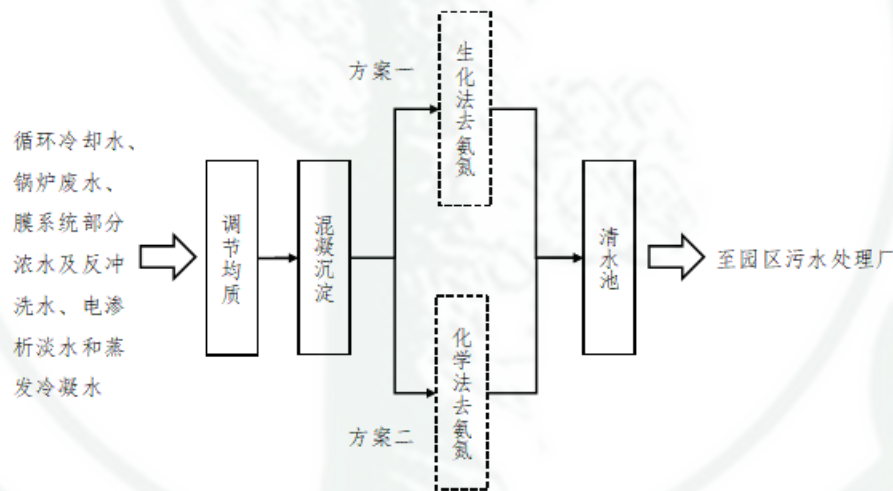 循环冷却水、
锅炉废水、
膜系统部分
浓水及反冲
洗水、电渗
析淡水和蒸
发冷凝水
调节均质
混凝沉淀
方案一
生化法去氨氮
方案二
化学法去氨氮
清水池
至园区污水处理厂